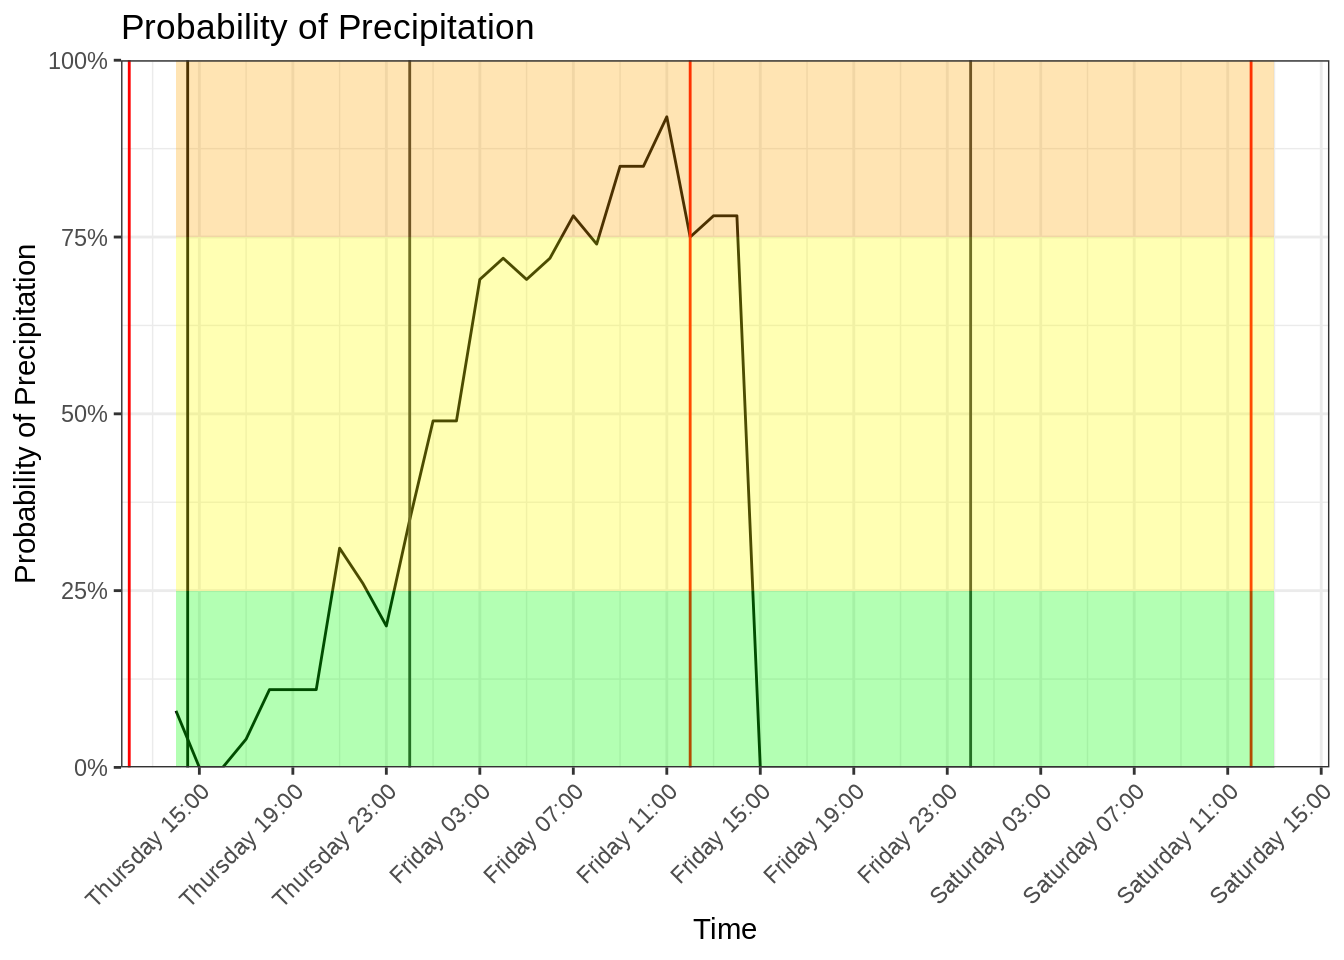 Probability of Precipitation
Probability of Precipitation
100%
75%
50%
25%
0%
Thursday 15:00
Thursday 19:00
Thursday 23:00
Friday 03:00
Friday 07:00
Friday 11:00
Friday 15:00
Friday 19:00
Friday 23:00
Saturday 03:00
Saturday 07:00
Saturday 11:00
Saturday 15:00
Time